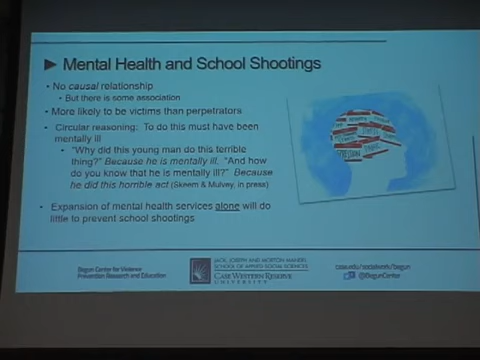 ► Mental Health and School Shootings
• No causal relationship
• But there is some association
• More likely to be victims than perpetrators
• Circular reasoning: To do this must have been
mentally ill
• "Why did this young man do this terrible
thing?" Because he is mentally ill. "And how
do you know that he is mentally ill?" Because
he did this horrible act (Skeem & Mulvey, in press)
• Expansion of mental health services alone will do
little to prevent school shootings
Begun Center for Violence
Prevention Research and Education
JACK, JOSEPH AND MORTON MANDEL
SCHOOL OF APPLIED SOCIAL SCIENCES
CASE WESTERN RESERVE
UNIVERSITY
case.edu/socialwork/begun
@BegunCenter